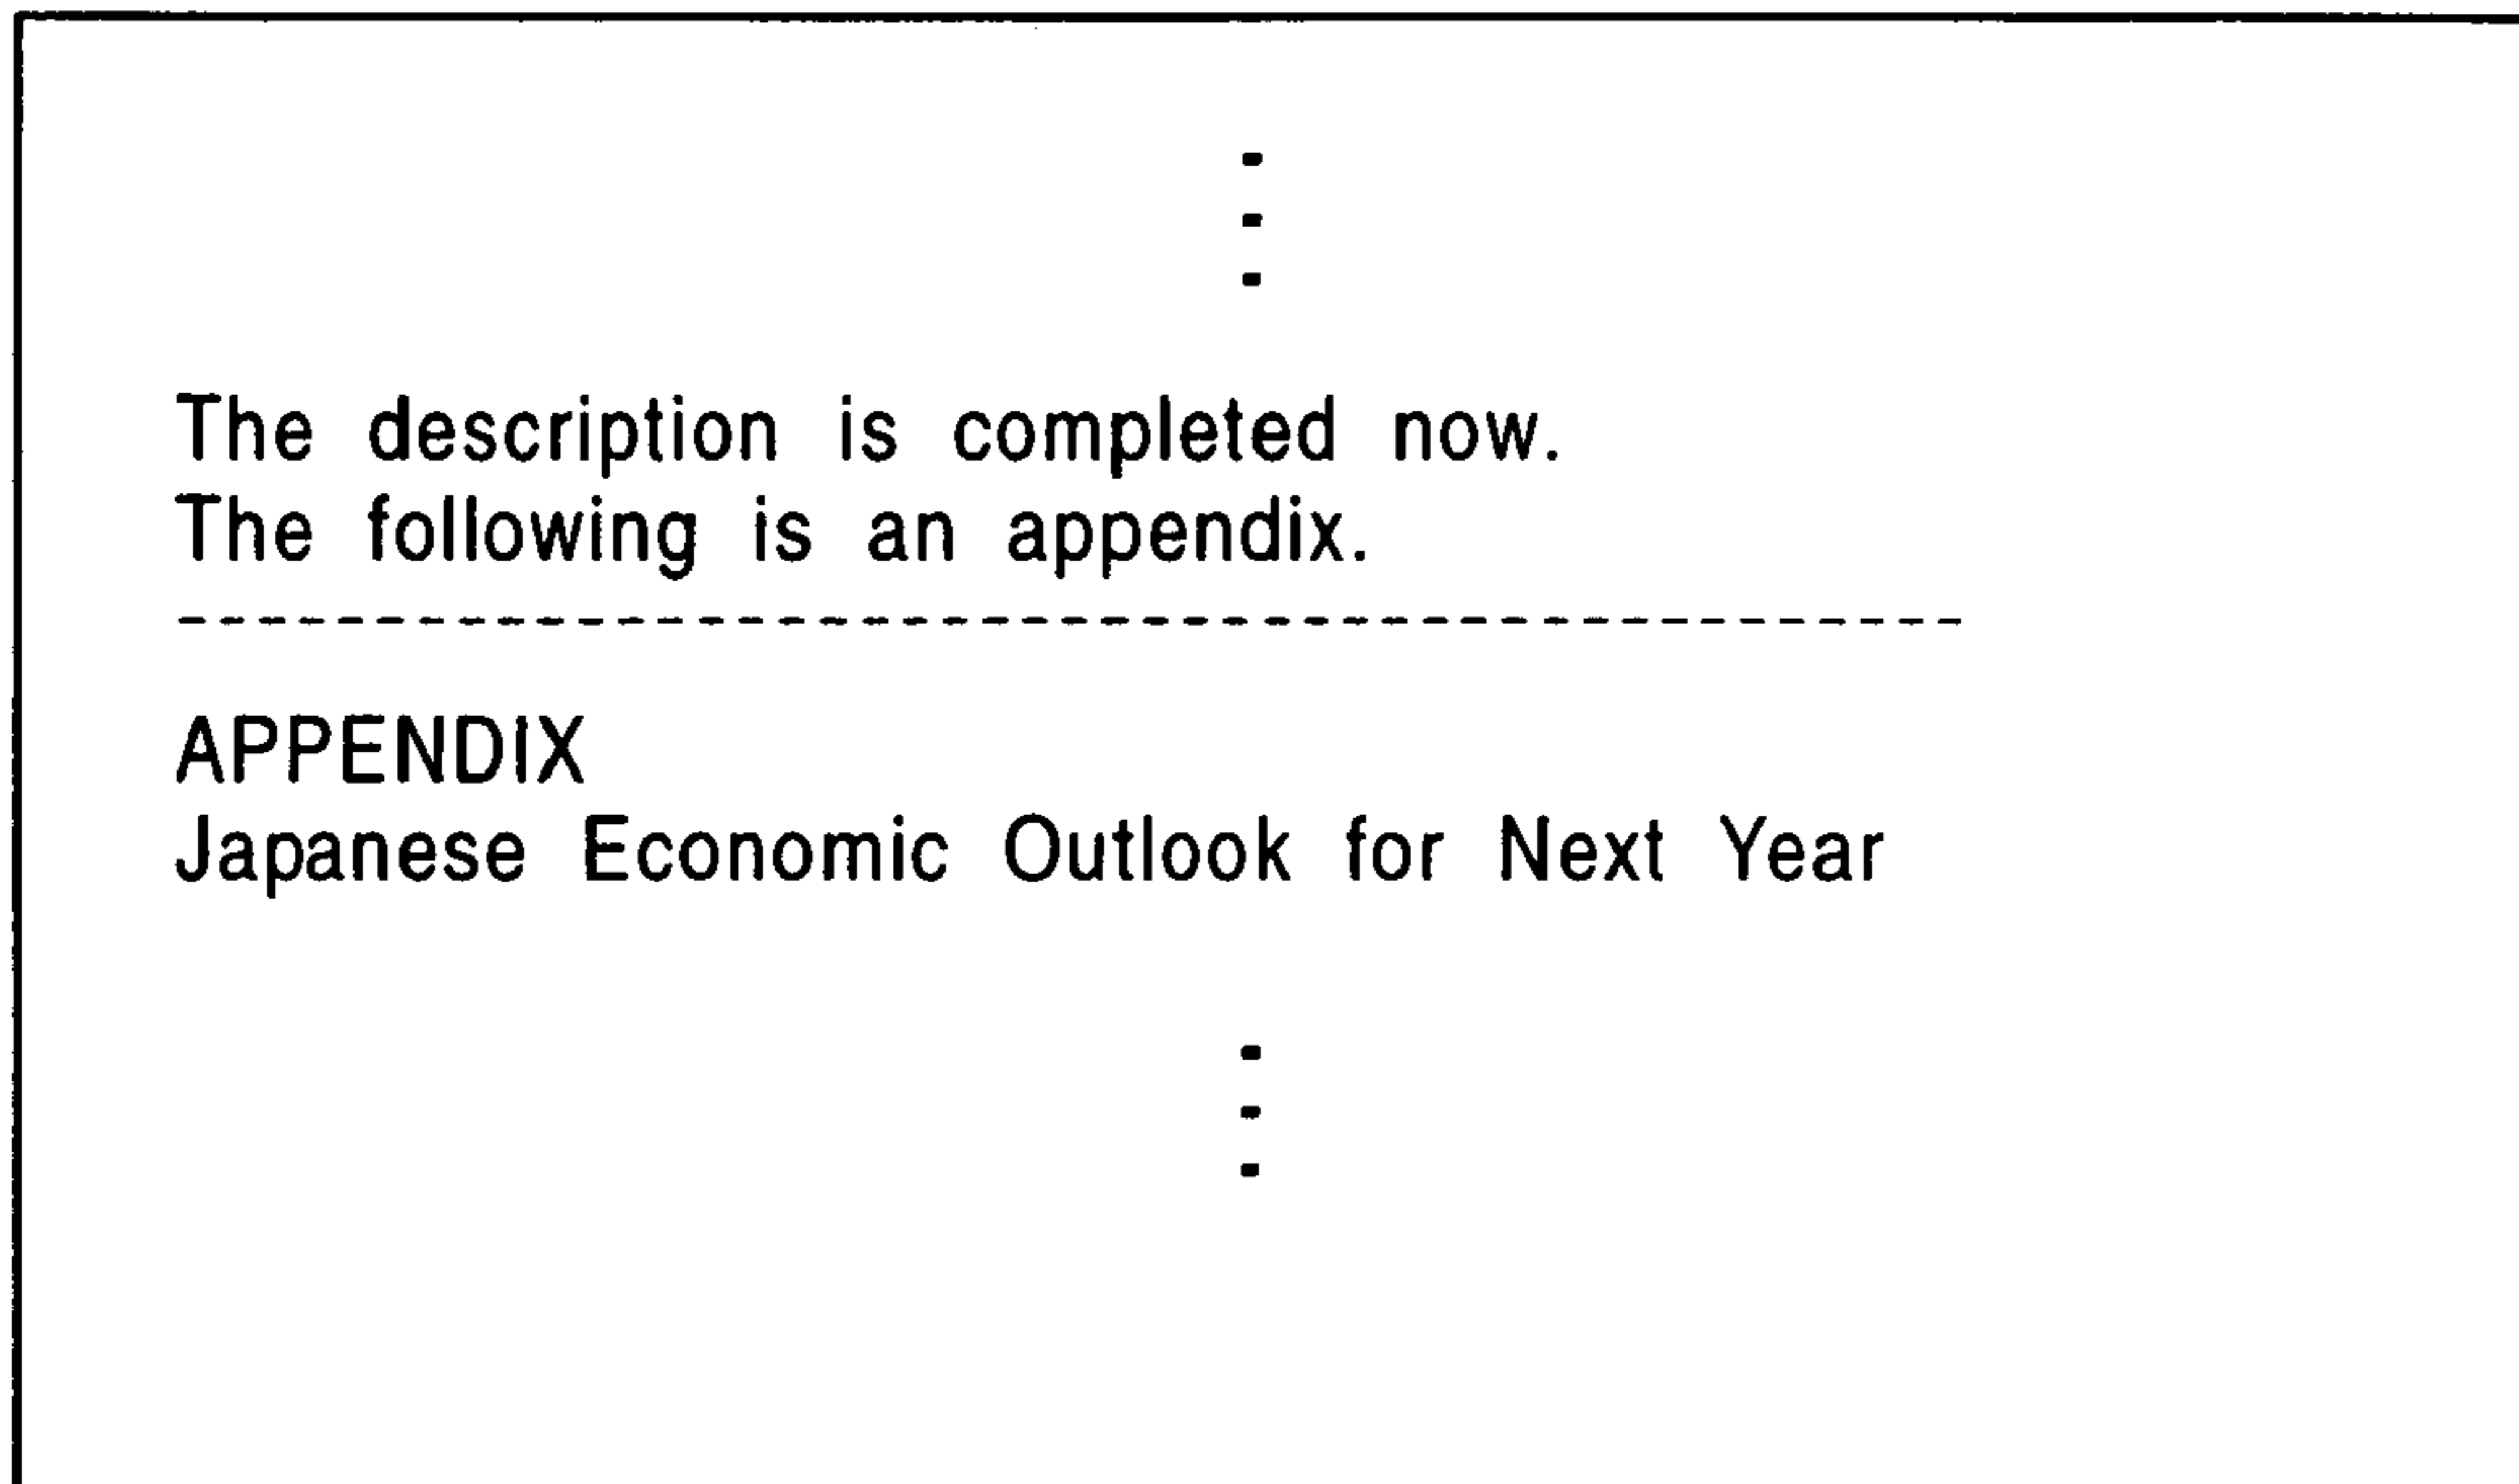 The description is completed now.
The following is an appendix.
---------------------------------------------
APPENDIX
Japanese Economic Outlook for Next Year